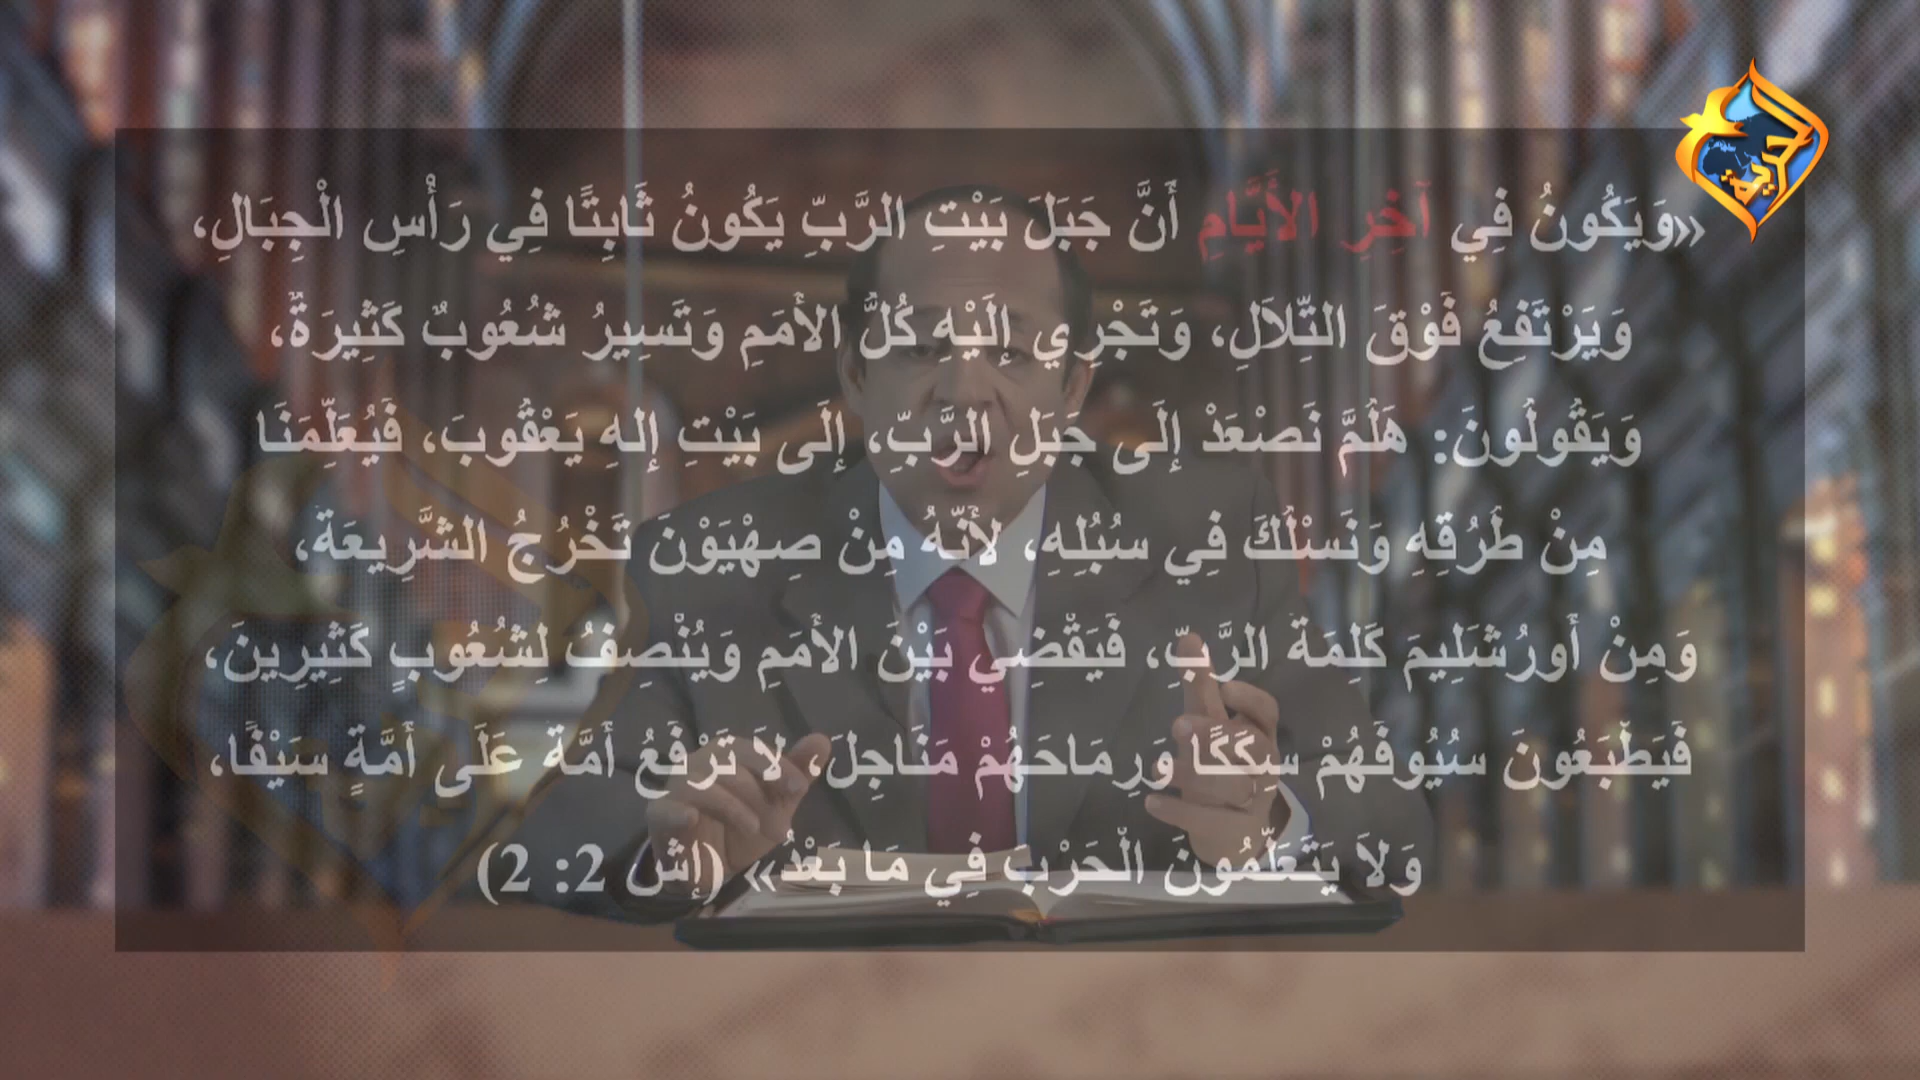 الحرية
«وَيَكُونُ فِي آخِرِ الأَيَّامِ أَنَّ جَبَلَ بَيْتِ الرَّبِّ يَكُونُ ثَابِتًا فِي رَأْسِ الْجِبَالِ،
وَيَرْتَفِعُ فَوْقَ التِّلاَلِ، وَتَجْرِي إِلَيْهِ كُلُّ الأُمَمِ وَتَسِيرُ شُعُوبٌ كَثِيرَةٌ،
وَيَقُولُونَ: هَلُمَّ نَصْعَدْ إِلَى جَبَلِ الرَّبِّ، إِلَى بَيْتِ إِلهِ يَعْقُوبَ، فَيُعَلِّمَنَا
مِنْ طُرُقِهِ وَنَسْلُكَ فِي سُبُلِهِ، لأَنَّهُ مِنْ صِهْيَوْنَ تَخْرُجُ الشَّرِيعَةُ،
وَمِنْ أُورُشَلِيمَ كَلِمَةُ الرَّبِّ، فَيَقْضِي بَيْنَ الأُمَمِ وَيُنْصِفُ لِشُعُوبٍ كَثِيرِينَ،
فَيَطْبَعُونَ سُيُوفَهُمْ سِكَكًا وَرِمَاحَهُمْ مَنَاجِلَ، لاَ تَرْفَعُ أُمَّةٌ عَلَى أُمَّةٍ سَيْفًا،
وَلاَ يَتَعَلَّمُونَ الْحَرْبَ فِي مَا بَعْدُ» (إش 2: 2)